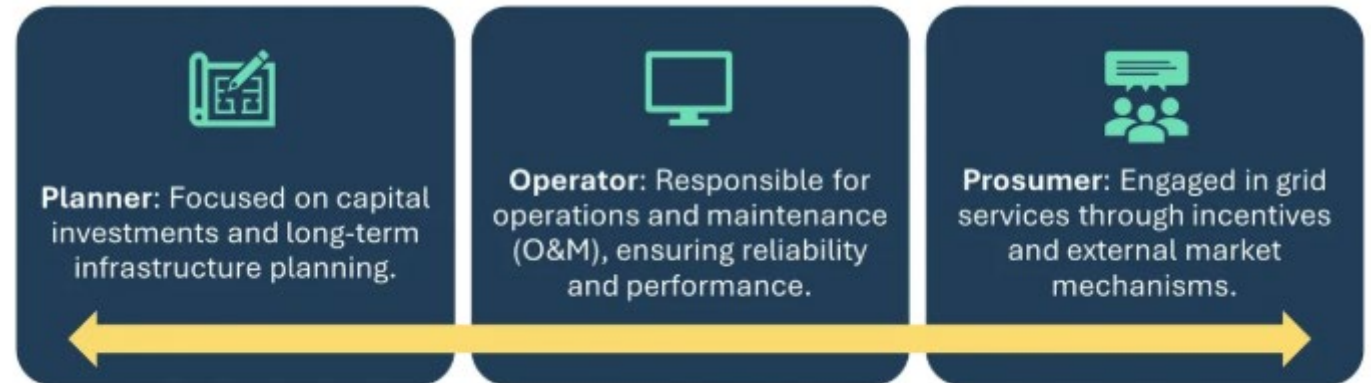 Planner: Focused on capital
investments and long-term
infrastructure planning.
Operator: Responsible for
operations and maintenance
(O&M), ensuring reliability
and performance.
Prosumer: Engaged in grid
services through incentives
and external market
mechanisms.